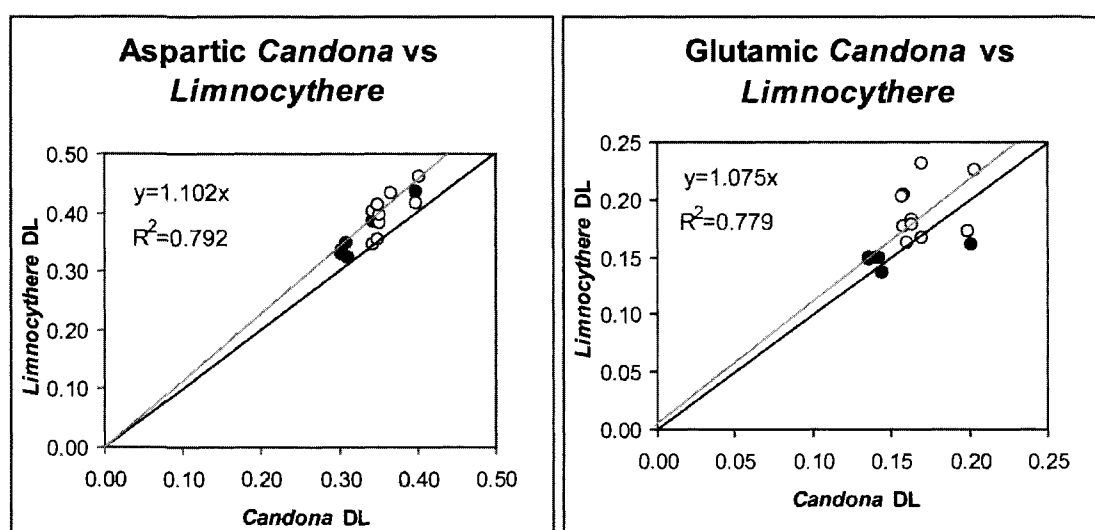 Aspartic Candona vs
Limnocythere
y=1.102x
R²=0.792
Limnocythere DL
0.50
0.40
0.30
0.20
0.10
0.00
0.00 0.10 0.20 0.30 0.40 0.50
Candona DL
Glutamic Candona vs
Limnocythere
y=1.075x
R²=0.779
Limnocythere DL
0.25
0.20
0.15
0.10
0.05
0.00
0.00 0.05 0.10 0.15 0.20 0.25
Candona DL